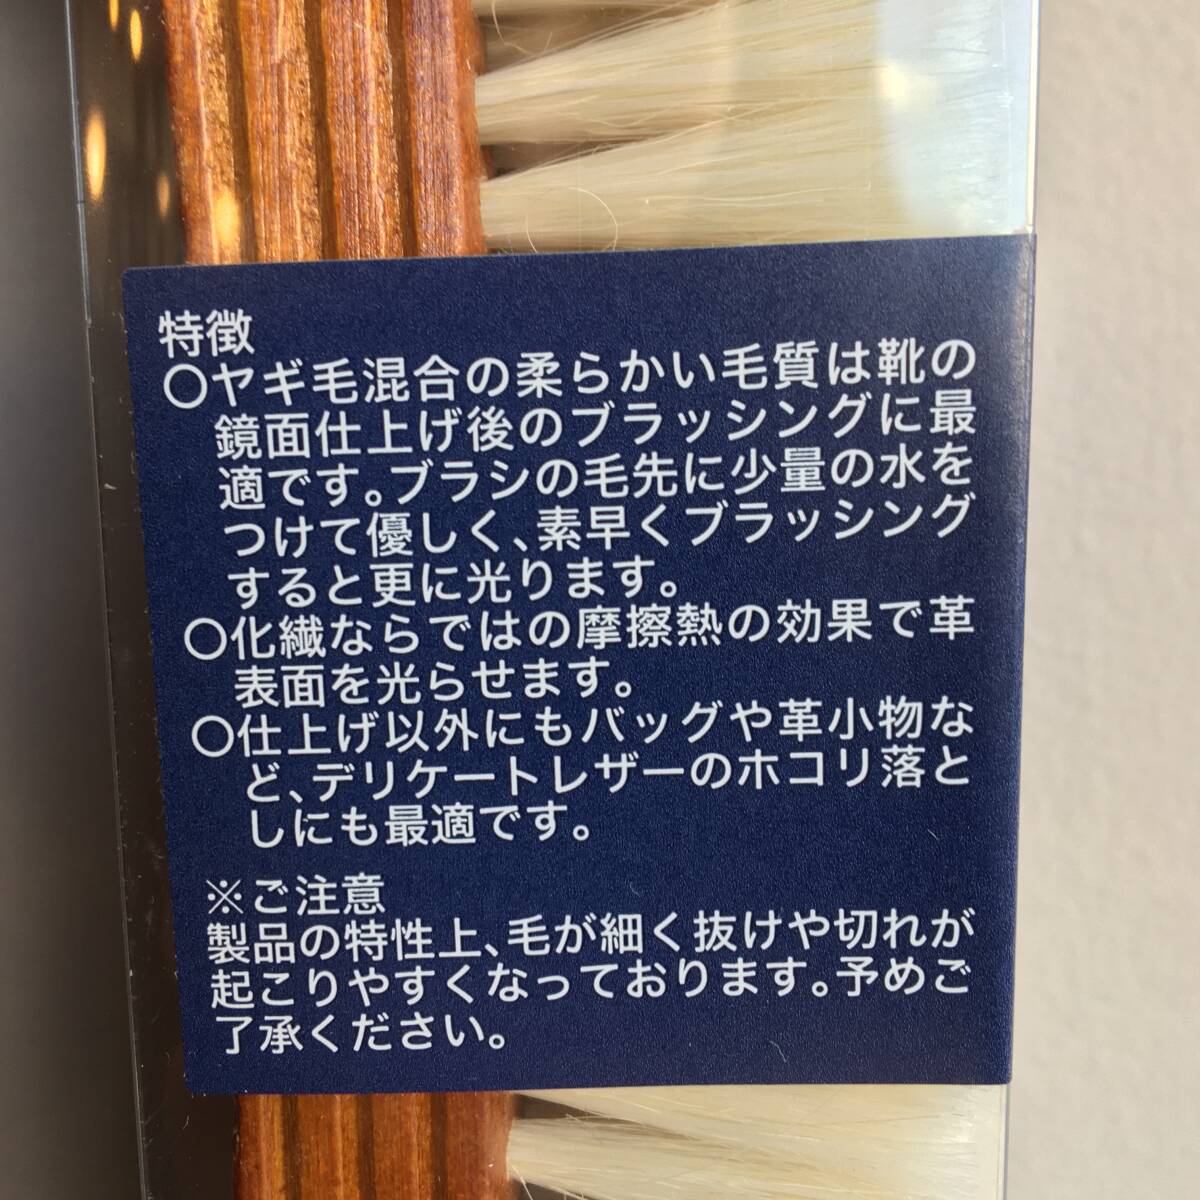 特徴
〇ヤギ毛混合の柔らかい毛質は靴の
鏡面仕上げ後のブラッシングに最
適です。ブラシの毛先に少量の水を
つけて優しく、素早くブラッシング
すると更に光ります。
〇化繊ならではの摩擦熱の効果で革
表面を光らせます。
〇仕上げ以外にもバッグや革小物な
ど、デリケートレザーのホコリ落と
しにも最適です。
※ご注意
製品の特性上、毛が細く抜けや切れが
起こりやすくなっております。予めご
了承ください。